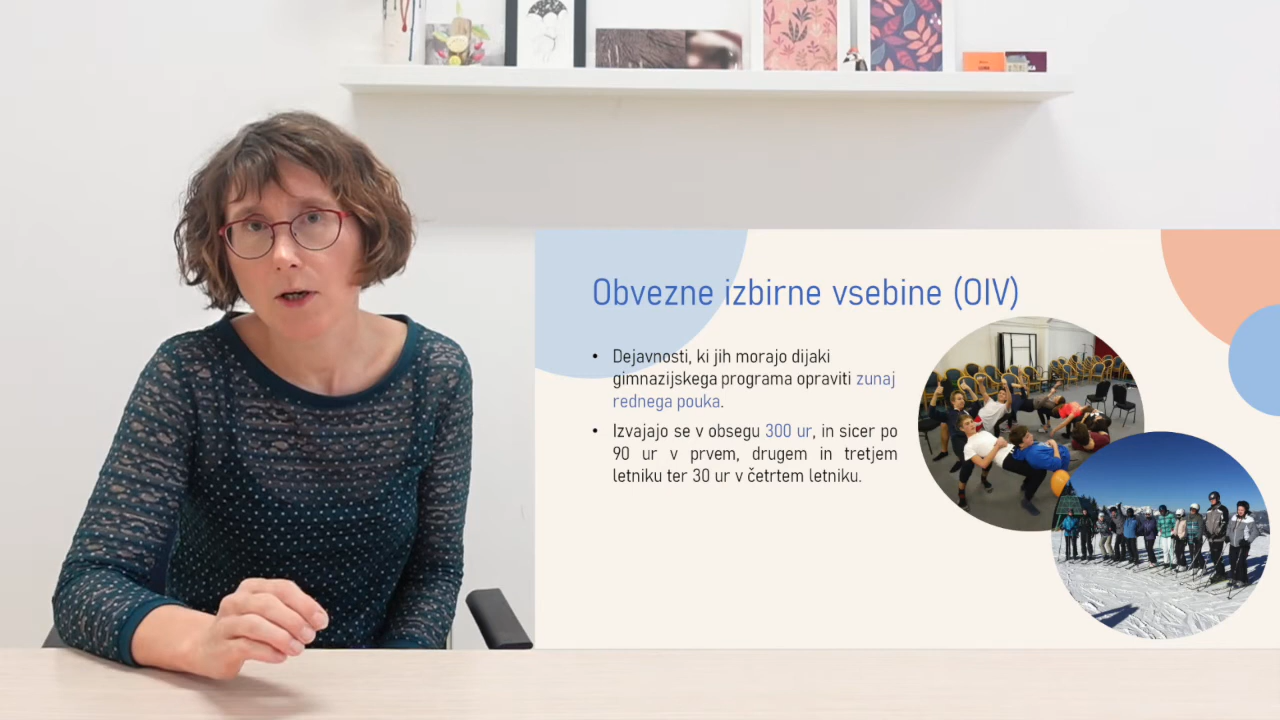 Obvezne izbirne vsebine (OIV)
• Dejavnosti, ki jih morajo dijaki
gimnazijskega programa opraviti zunaj
rednega pouka.
• Izvajajo se v obsegu 300 ur, in sicer po
90 ur v prvem, drugem in tretjem
letniku ter 30 ur v četrtem letniku.